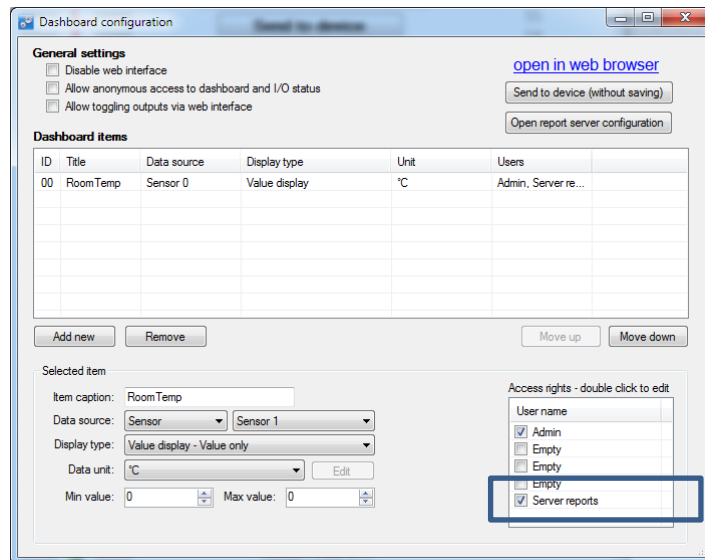 Dashboard configuration
Send to device
General settings
Disable web interface
Allow anonymous access to dashboard and I/O status
Allow toggling outputs via web interface
open in web browser
Send to device (without saving)
Open report server configuration
Dashboard items
ID Title Data source Display type Unit Users
00 RoomTemp Sensor 0 Value display °C Admin, Server re...
Add new Remove Move up Move down
Selected item
Item caption: RoomTemp
Data source: Sensor Sensor 1
Display type: Value display - Value only
Data unit: °C Edit
Min value: 0 Max value: 0
Access rights - double click to edit
User name
Admin
Empty
Empty
Empty
Server reports